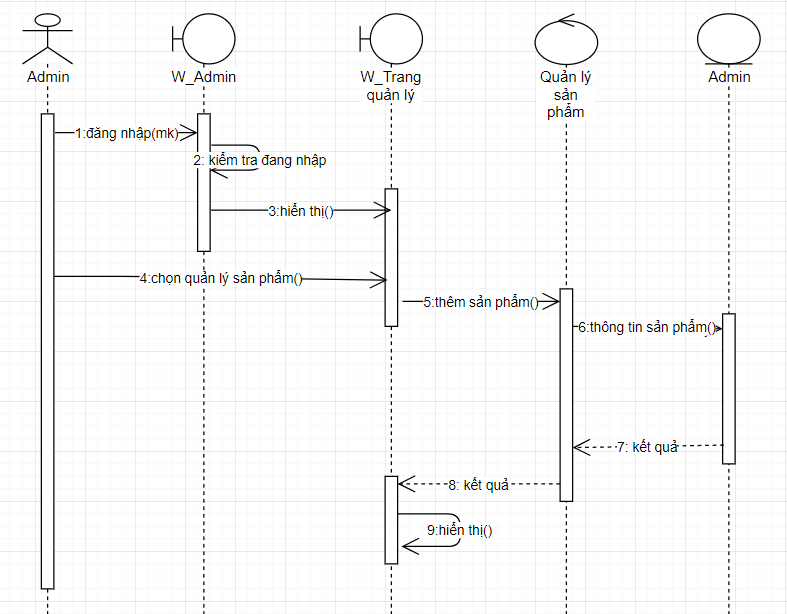 Admin
W_Admin
W_Trang
quản lý
Quản lý
sản
phẩm
Admin
1:đăng nhập(mk)
2: kiểm tra đang nhập
3:hiển thị()
4:chọn quản lý sản phẩm()
5:thêm sản phẩm()
6:thông tin sản phẩm()
7: kết quả
8: kết quả
9:hiển thị()